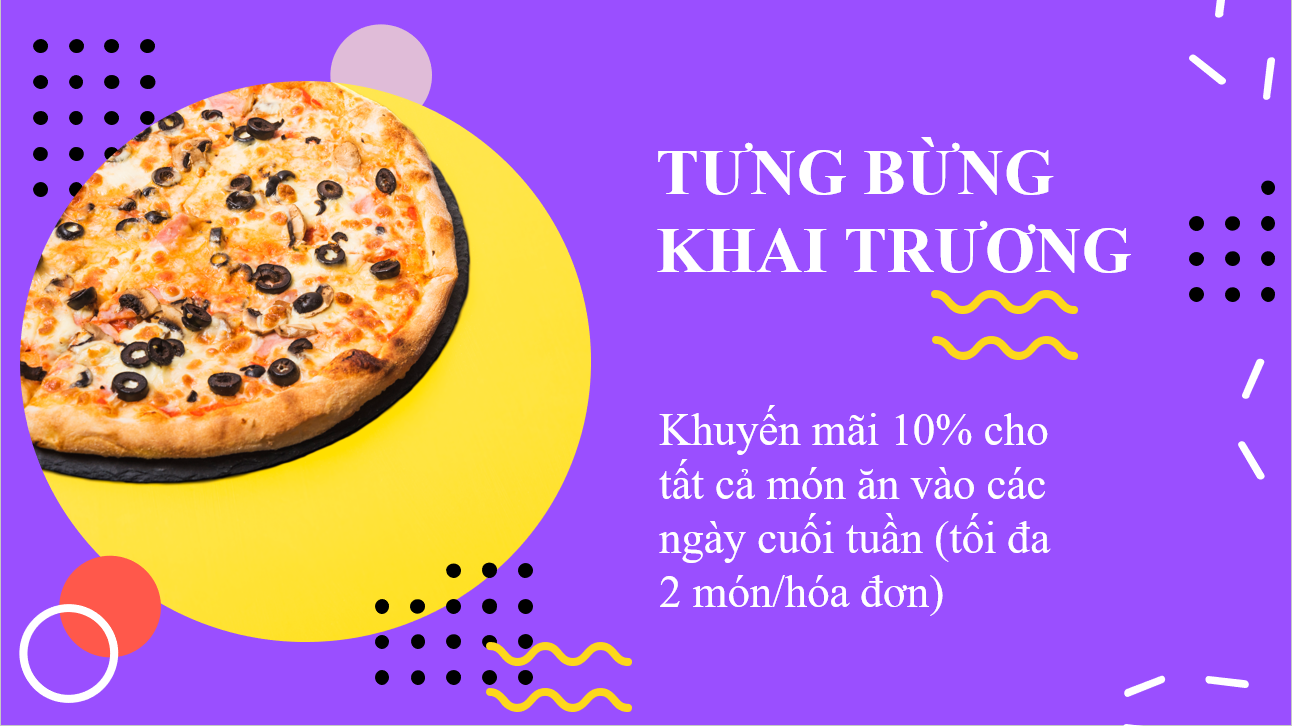 TƯNG BỪNG
KHAI TRƯƠNG
Khuyến mãi 10% cho
tất cả món ăn vào các
ngày cuối tuần (tối đa
2 món/hóa đơn)